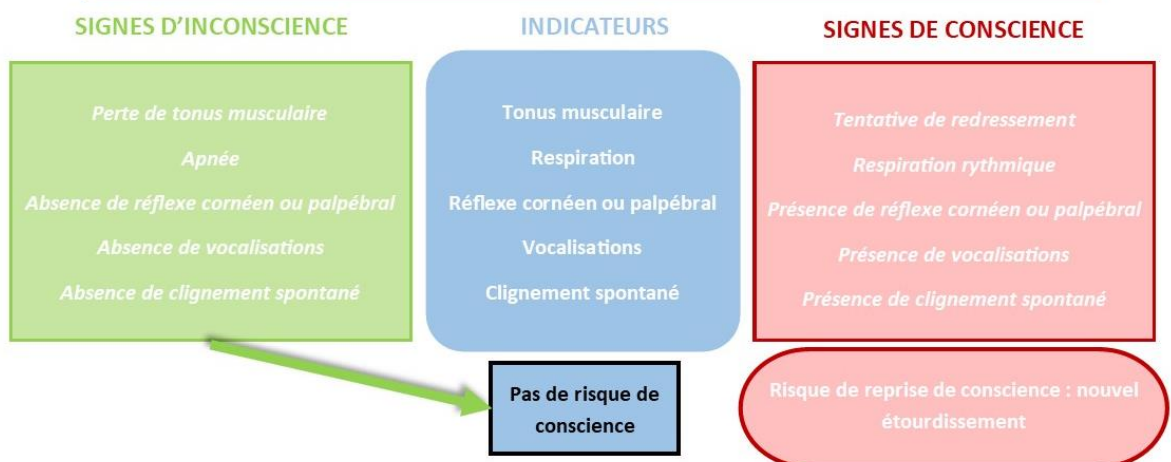 SIGNES D'INCONSCIENCE
Perte de tonus musculaire
Apnée
Absence de réflexe cornéen ou palpébral
Absence de vocalisations
Absence de clignement spontané
INDICATEURS
Tonus musculaire
Respiration
Réflexe cornéen ou palpébral
Vocalisations
Clignement spontané
SIGNES DE CONSCIENCE
Tentative de redressement
Respiration rythmique
Présence de réflexe cornéen ou palpébral
Présence de vocalisations
Présence de clignement spontané
Pas de risque de
conscience
Risque de reprise de conscience : nouvel
étourdissement